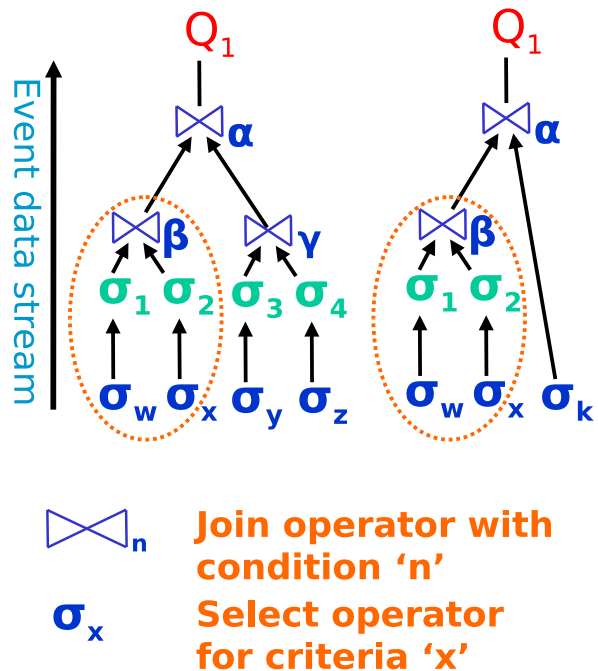 Q1 Q1
Event data stream
α α
β γ β
σ1 σ2 σ3 σ4 σ1 σ2
σw σx σy σz σw σx σk
n Join operator with
condition ‘n’
σx Select operator
for criteria ‘x’